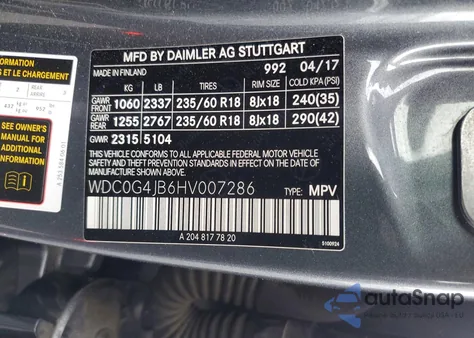 ET LE CHARGEMENT
SEE OWNER'S
MANUAL FOR
ADDITIONAL
INFORMATION
MFD BY DAIMLER AG STUTTGART
MADE IN FINLAND 992 04/17
KG LB TIRES RIMS COLD KPA(PSI)
GAWR FRONT 1060 2337 235/60 R18 8Jx18 240(35)
GAWR REAR 1255 2767 235/60 R18 8Jx18 290(42)
GVWR 2315 5104
THIS VEHICLE CONFORMS TO ALL APPLICABLE FEDERAL MOTOR
VEHICLE SAFETY, BUMPER, AND THEFT PREVENTION STANDARDS
IN EFFECT ON THE DATE OF MANUFACTURE SHOWN ABOVE.
WDC0G4JB6HV007286 TYPE: MPV
A 204 817 78 20
S100924
autoSnap